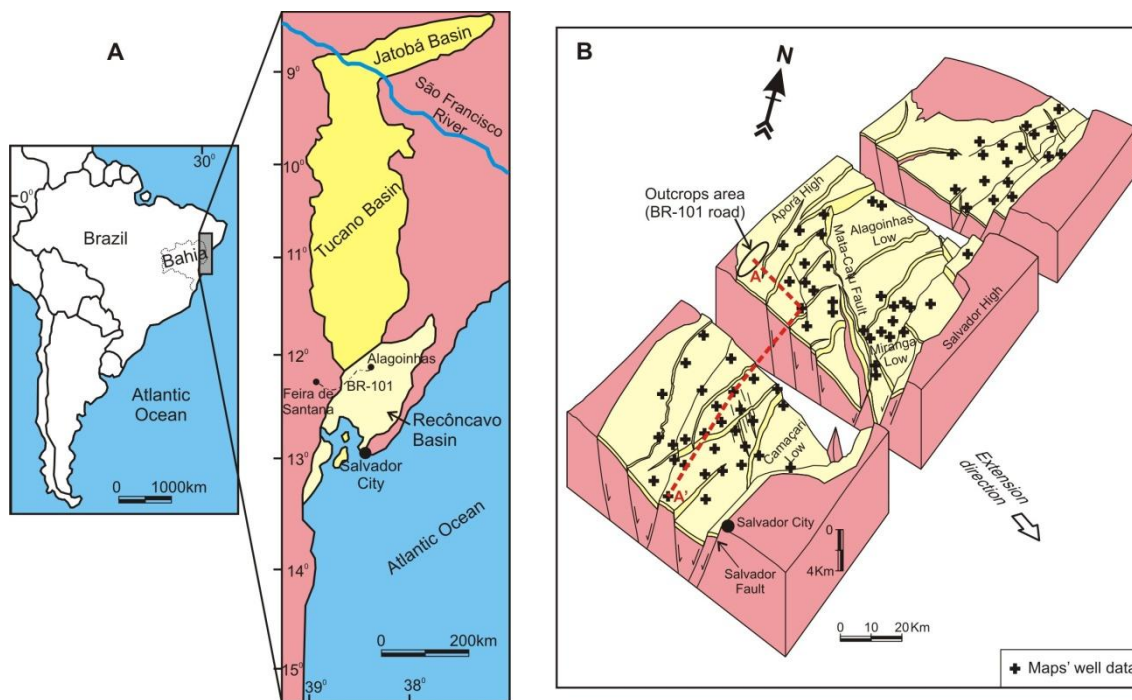 A
30°
0°
Brazil
Bahia
Atlantic
Ocean
0 1000km
9°
10°
11°
12°
13°
14°
15°
39°
38°
Jatobá Basin
São Francisco
River
Tucano Basin
Alagoinhas
BR-101
Feira de
Santana
Recôncavo
Basin
Salvador
City
Atlantic Ocean
0 200km
B
N
Outcrops area
(BR-101 road)
Aporá High
Alagoinhas
Low
Mata-Catu Fault
A
Miranga
Low
Salvador High
Camaçari
Low
A'
Salvador City
Salvador
Fault
Extension
direction
0
4Km
0 10 20 Km
Maps' well data